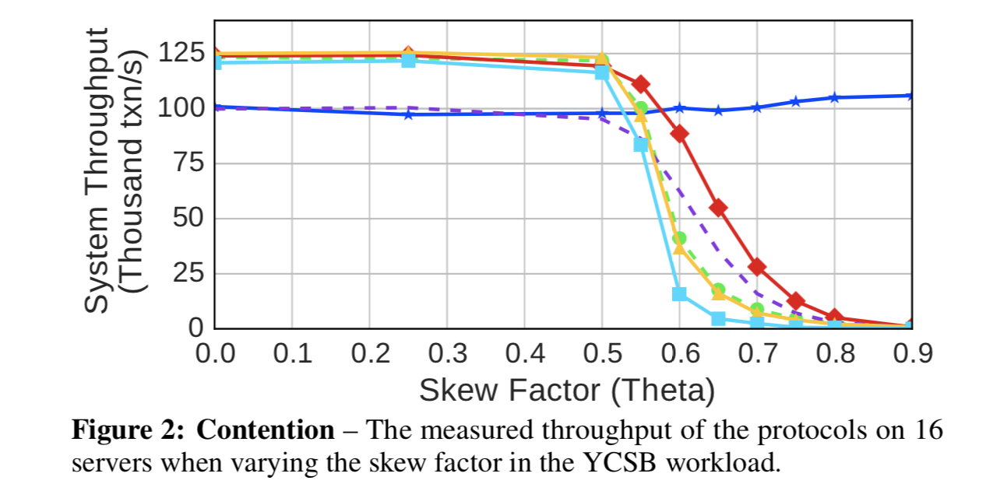 System Throughput
(Thousand txn/s)
125
100
75
50
25
0
0.0 0.1 0.2 0.3 0.4 0.5 0.6 0.7 0.8 0.9
Skew Factor (Theta)
Figure 2: Contention – The measured throughput of the protocols on 16
servers when varying the skew factor in the YCSB workload.